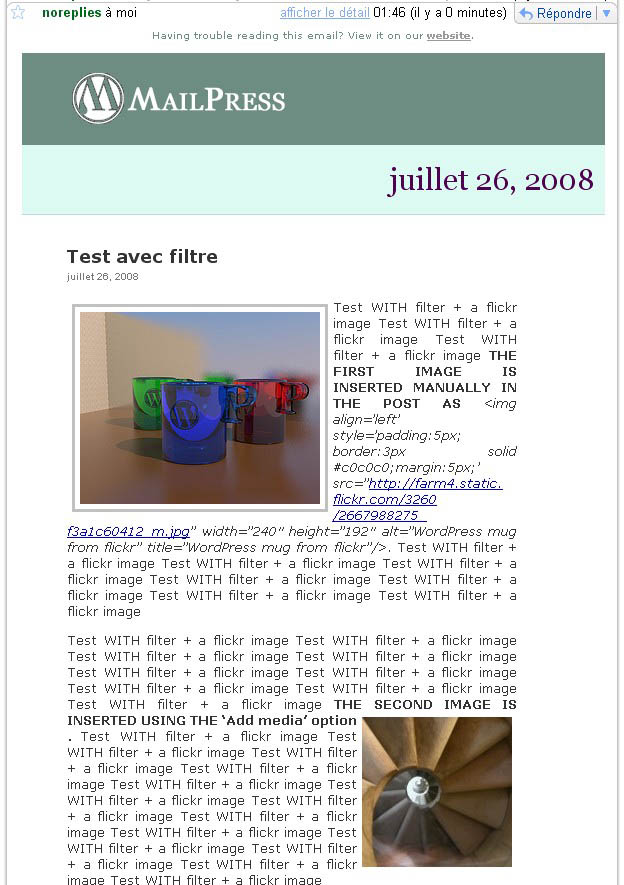 noreplies à moi afficher le détail 01:46 (il y a 0 minutes) Répondre
Having trouble reading this email? View it on our website.
MAILPRESS
juillet 26, 2008
Test avec filtre
juillet 26, 2008
Test WITH filter + a flickr
image Test WITH filter + a
flickr image Test WITH
filter + a flickr image THE
FIRST IMAGE IS
INSERTED MANUALLY IN
THE POST AS <img
align='left'
style='padding:5px;
border:3px solid
#c0c0c0;margin:5px;'
src="http://farm4.static.
flickr.com/3260
/2667988275_
f3a1c60412_m.jpg" width="240" height="192" alt="WordPress mug
from flickr" title="WordPress mug from flickr"/>. Test WITH filter +
a flickr image Test WITH filter + a flickr image Test WITH filter + a
flickr image Test WITH filter + a flickr image Test WITH filter + a
flickr image Test WITH filter + a flickr image Test WITH filter + a
flickr image
Test WITH filter + a flickr image Test WITH filter + a flickr image
Test WITH filter + a flickr image Test WITH filter + a flickr image
Test WITH filter + a flickr image Test WITH filter + a flickr image
Test WITH filter + a flickr image Test WITH filter + a flickr image
Test WITH filter + a flickr image THE SECOND IMAGE IS
INSERTED USING THE ‘Add media’ option
. Test WITH filter + a flickr image Test
WITH filter + a flickr image Test WITH filter
+ a flickr image Test WITH filter + a flickr
image Test WITH filter + a flickr image Test
WITH filter + a flickr image Test WITH filter
+ a flickr image Test WITH filter + a flickr
image Test WITH filter + a flickr image Test
WITH filter + a flickr image Test WITH filter
+ a flickr image Test WITH filter + a flickr
image Test WITH filter + a flickr image